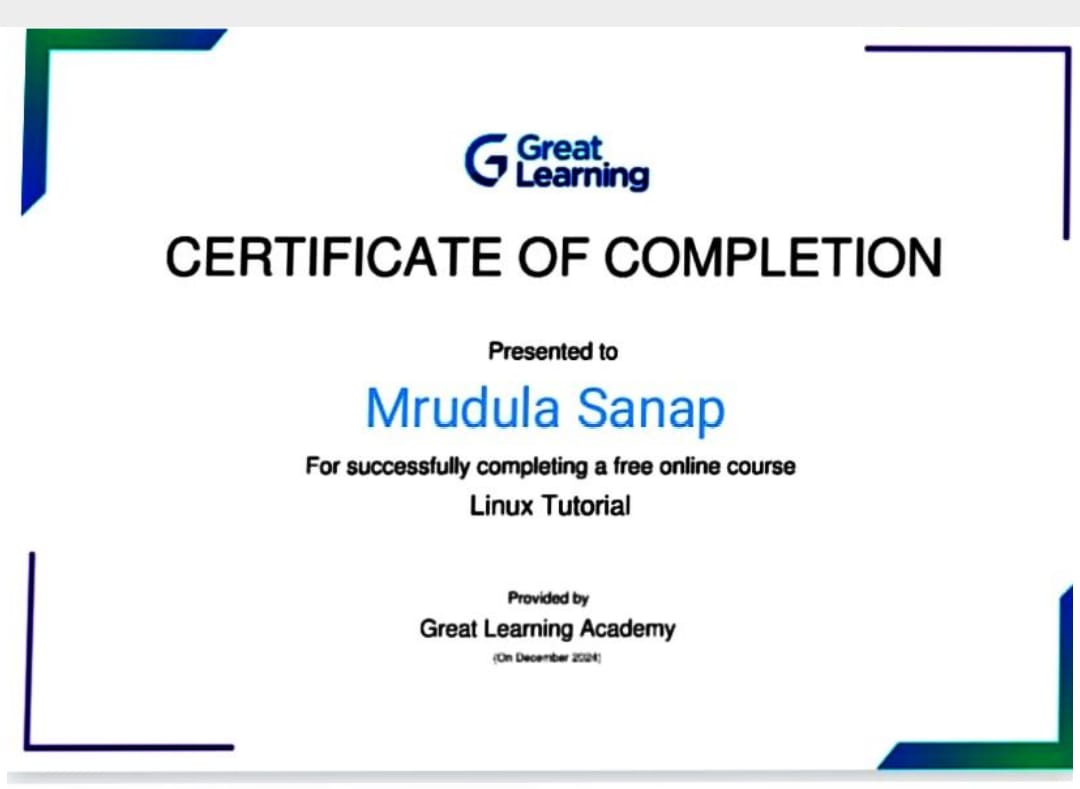 Great
Learning
CERTIFICATE OF COMPLETION
Presented to
Mrudula Sanap
For successfully completing a free online course
Linux Tutorial
Provided by
Great Learning Academy
(On December 2024)